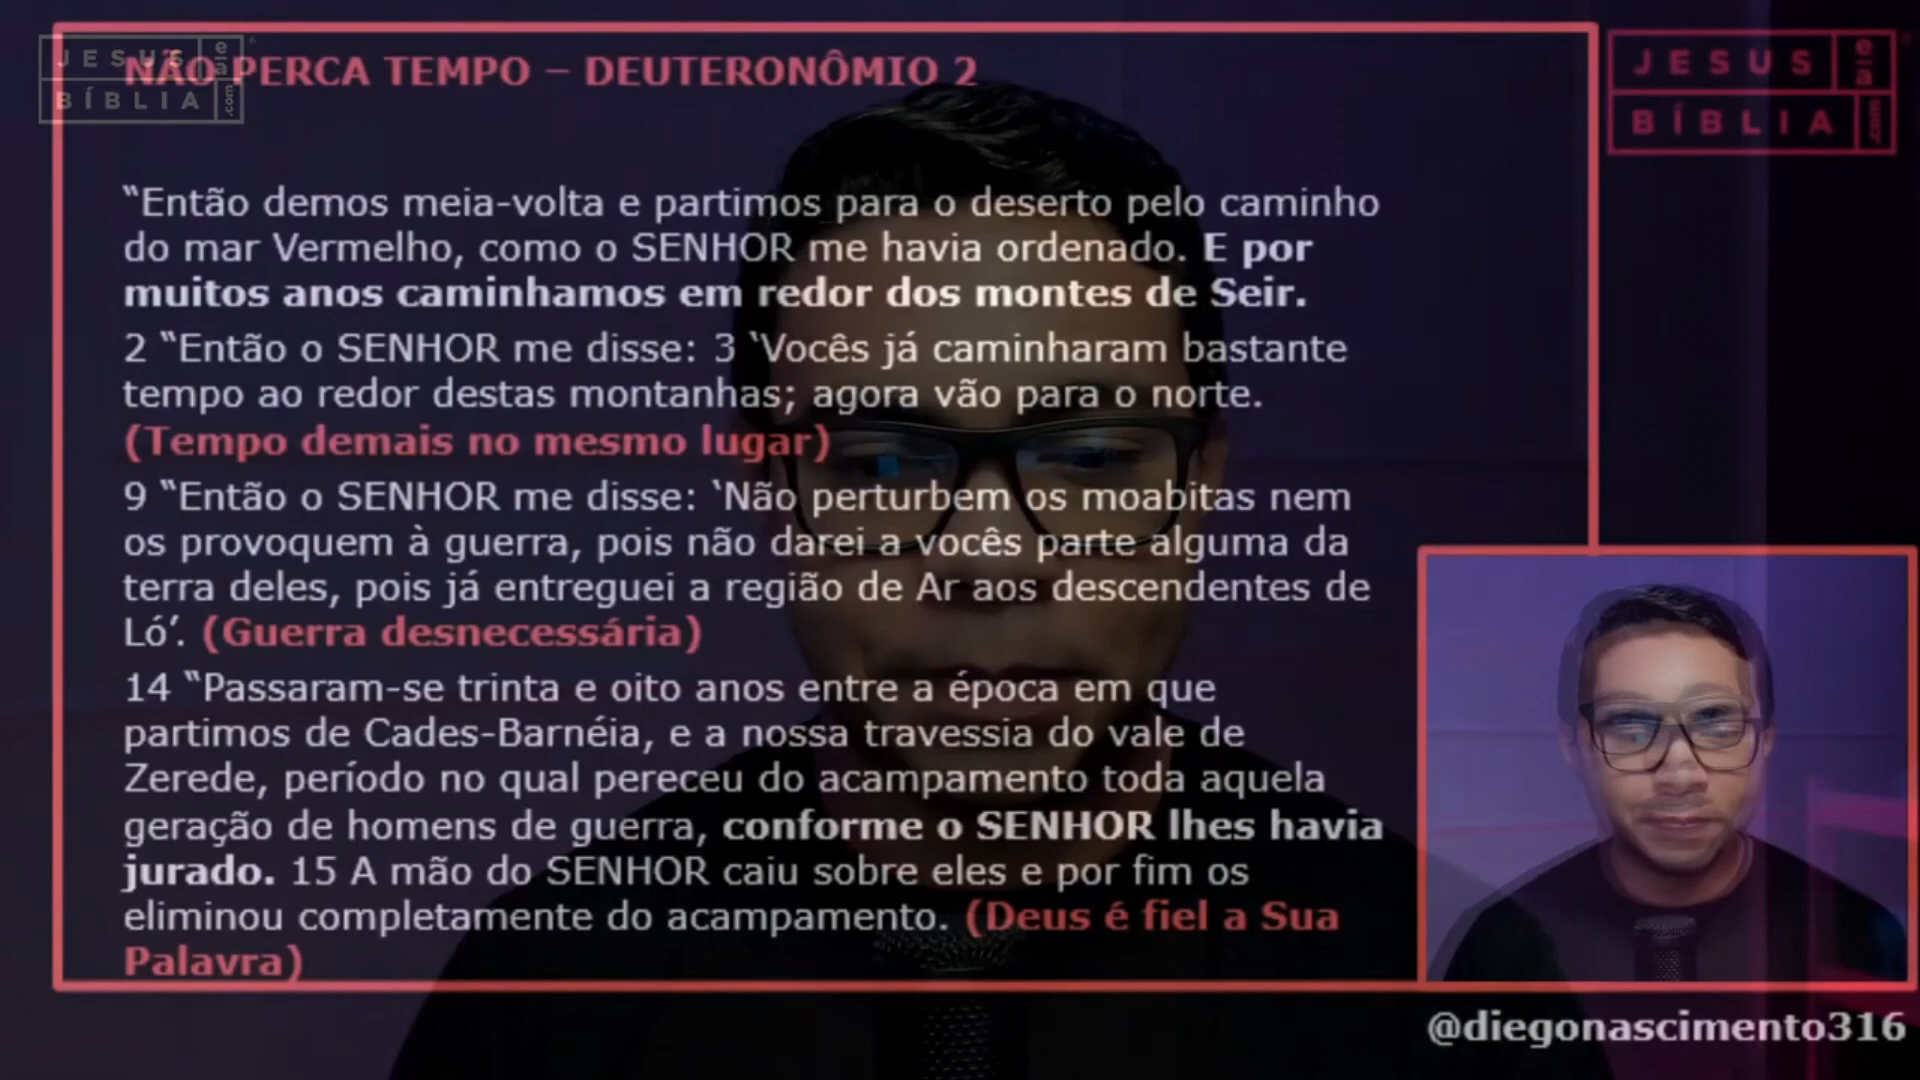 JESUS e a
BÍBLIA .com
NÃO PERCA TEMPO – DEUTERONÔMIO 2
JESUS e a
BÍBLIA .com
“Então demos meia-volta e partimos para o deserto pelo caminho
do mar Vermelho, como o SENHOR me havia ordenado. E por
muitos anos caminhamos em redor dos montes de Seir.
2 “Então o SENHOR me disse: 3 ‘Vocês já caminharam bastante
tempo ao redor destas montanhas; agora vão para o norte.
(Tempo demais no mesmo lugar)
9 “Então o SENHOR me disse: ‘Não perturbem os moabitas nem
os provoquem à guerra, pois não darei a vocês parte alguma da
terra deles, pois já entreguei a região de Ar aos descendentes de
Ló’. (Guerra desnecessária)
14 “Passaram-se trinta e oito anos entre a época em que
partimos de Cades-Barnéia, e a nossa travessia do vale de
Zerede, período no qual pereceu do acampamento toda aquela
geração de homens de guerra, conforme o SENHOR lhes havia
jurado. 15 A mão do SENHOR caiu sobre eles e por fim os
eliminou completamente do acampamento. (Deus é fiel a Sua
Palavra)
@diegonascimento316